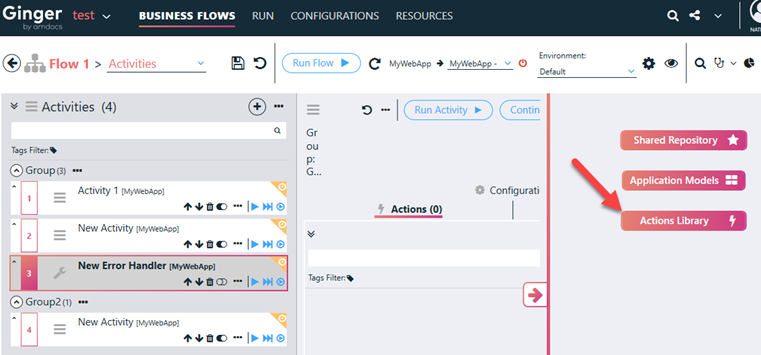 Ginger
by amdocs
test
BUSINESS FLOWS
RUN
CONFIGURATIONS
RESOURCES
NAT
Flow 1 > Activities
Run Flow
MyWebApp
MyWebApp -
Environment:
Default
Activities (4)
Tags Filter:
Group (3)
1
Activity 1 [MyWebApp]
2
New Activity [MyWebApp]
3
New Error Handler [MyWebApp]
Group2 (1)
4
New Activity [MyWebApp]
Run Activity
Contin
Gr
ou
p:
G...
Configurati
Actions (0)
Tags Filter:
Shared Repository
Application Models
Actions Library